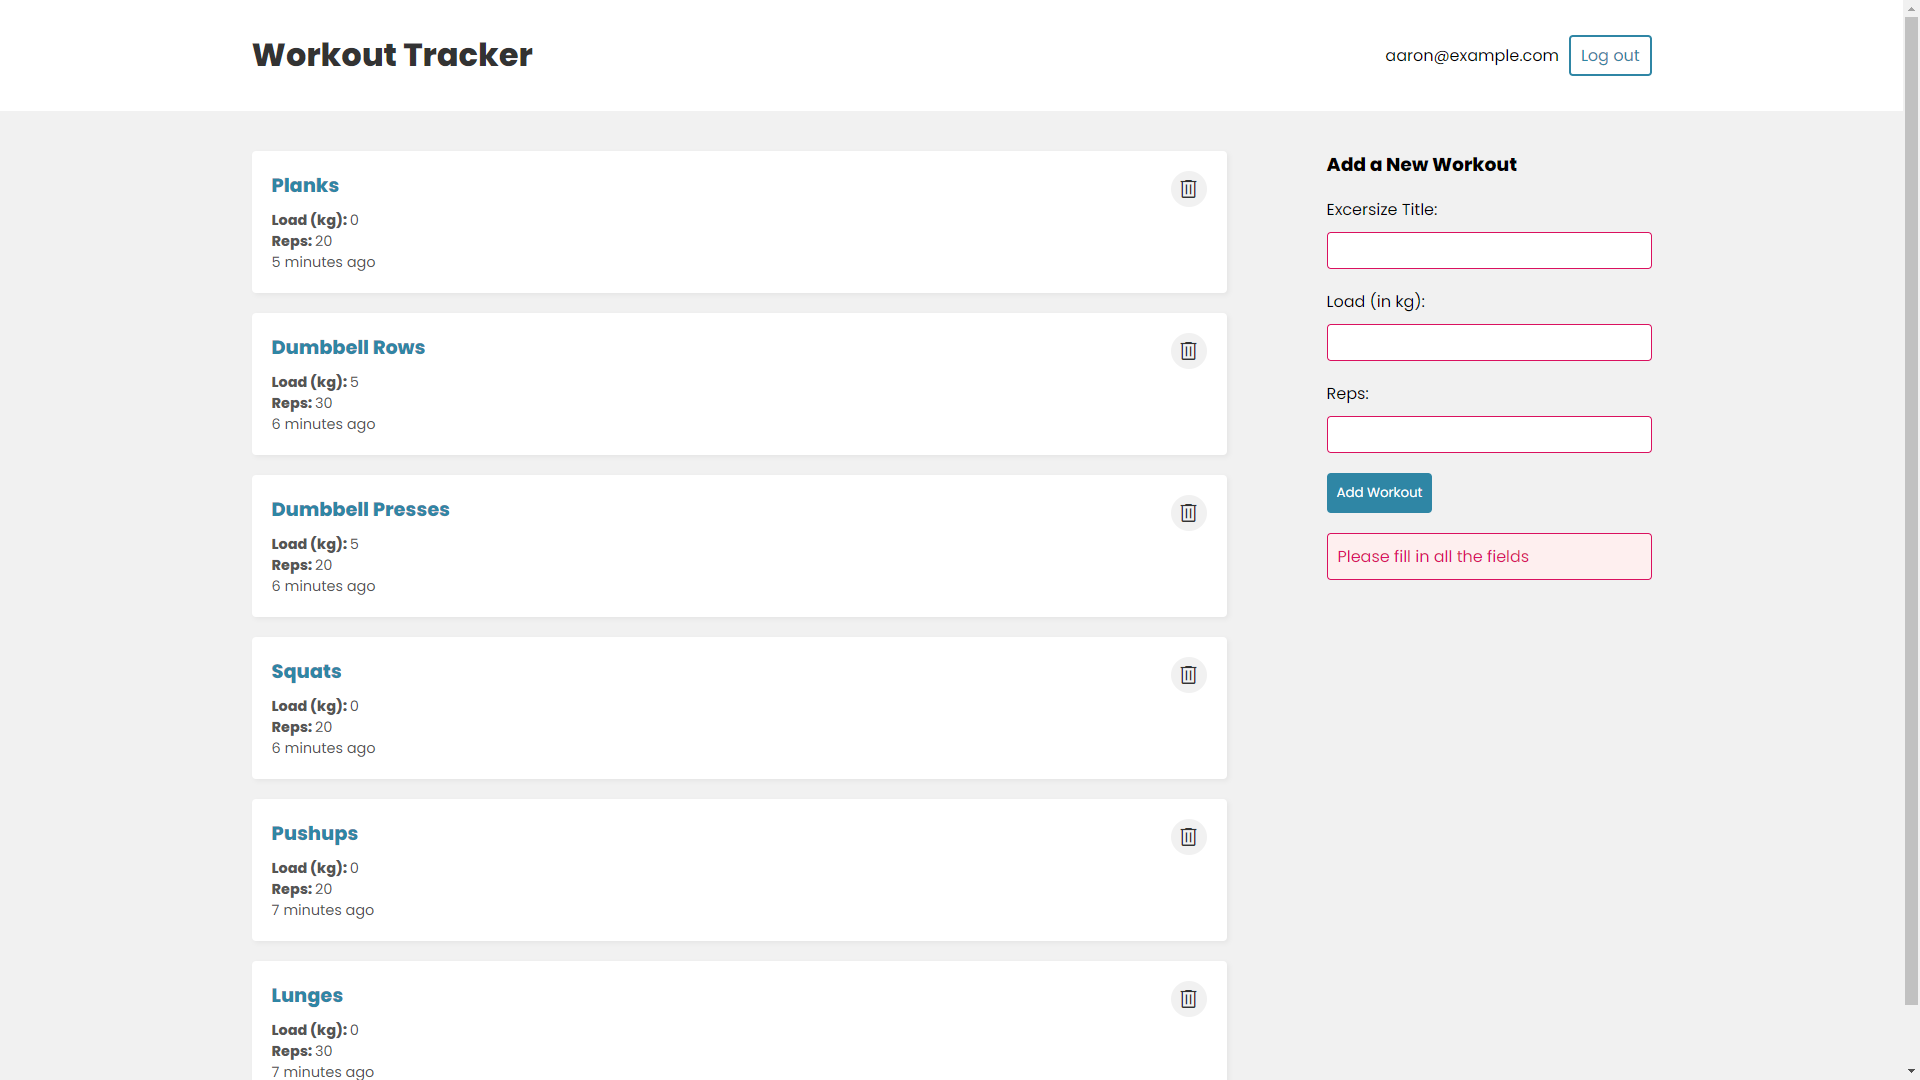 Workout Tracker
aaron@example.com
Log out
Planks
Load (kg): 0
Reps: 20
5 minutes ago
Dumbbell Rows
Load (kg): 5
Reps: 30
6 minutes ago
Dumbbell Presses
Load (kg): 5
Reps: 20
6 minutes ago
Squats
Load (kg): 0
Reps: 20
6 minutes ago
Pushups
Load (kg): 0
Reps: 20
7 minutes ago
Lunges
Load (kg): 0
Reps: 30
7 minutes ago
Add a New Workout
Excersize Title:
Load (in kg):
Reps:
Add Workout
Please fill in all the fields